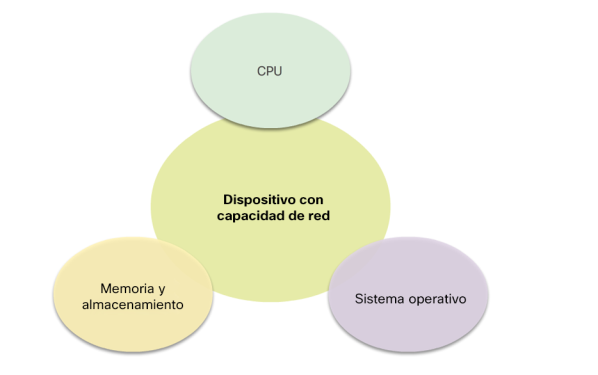 CPU
Dispositivo con
capacidad de red
Memoria y
almacenamiento
Sistema operativo